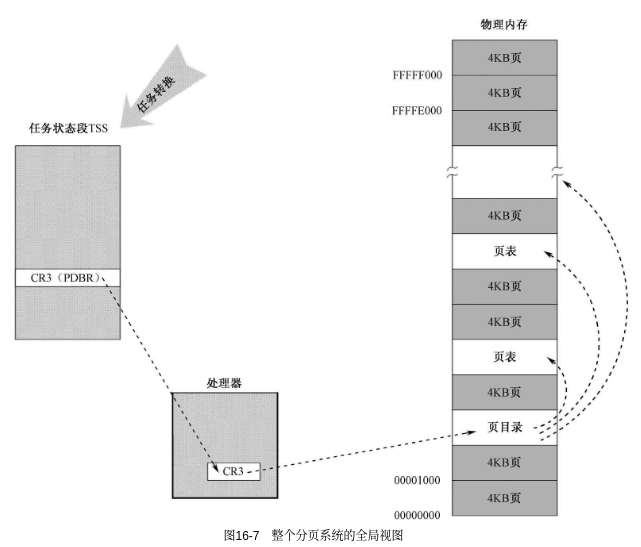 物理内存
4KB页
FFFFF000
4KB页
FFFFE000
4KB页
任务转换
任务状态段TSS
4KB页
页表
CR3（PDBR）
4KB页
4KB页
页表
处理器
4KB页
页目录
CR3
4KB页
00001000
4KB页
00000000
图16-7 整个分页系统的全局视图